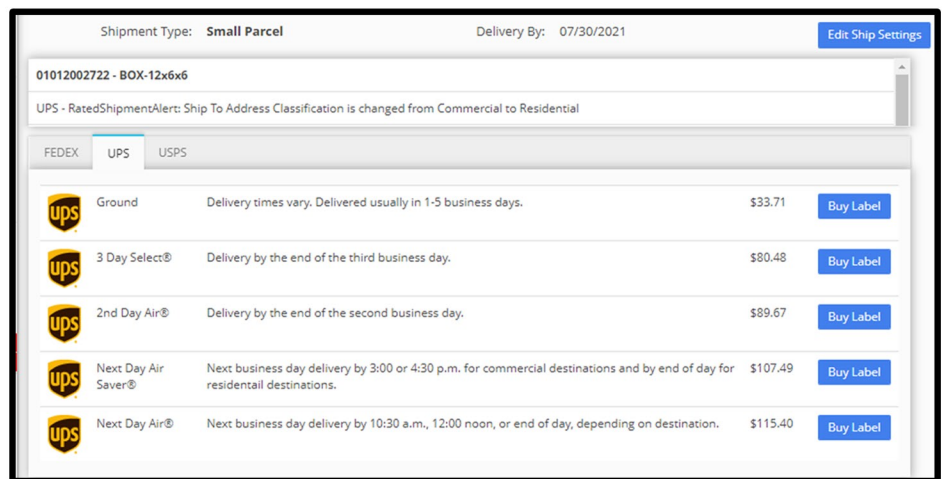 Shipment Type: Small Parcel Delivery By: 07/30/2021 Edit Ship Settings
01012002722 - BOX-12x6x6
UPS - RatedShipmentAlert: Ship To Address Classification is changed from Commercial to Residential
FEDEX UPS USPS
ups Ground Delivery times vary. Delivered usually in 1-5 business days. $33.71 Buy Label
ups 3 Day Select® Delivery by the end of the third business day. $80.48 Buy Label
ups 2nd Day Air® Delivery by the end of the second business day. $89.67 Buy Label
ups Next Day Air Next business day delivery by 3:00 or 4:30 p.m. for commercial destinations and by end of day for $107.49 Buy Label
Saver® residentail destinations.
ups Next Day Air® Next business day delivery by 10:30 a.m., 12:00 noon, or end of day, depending on destination. $115.40 Buy Label